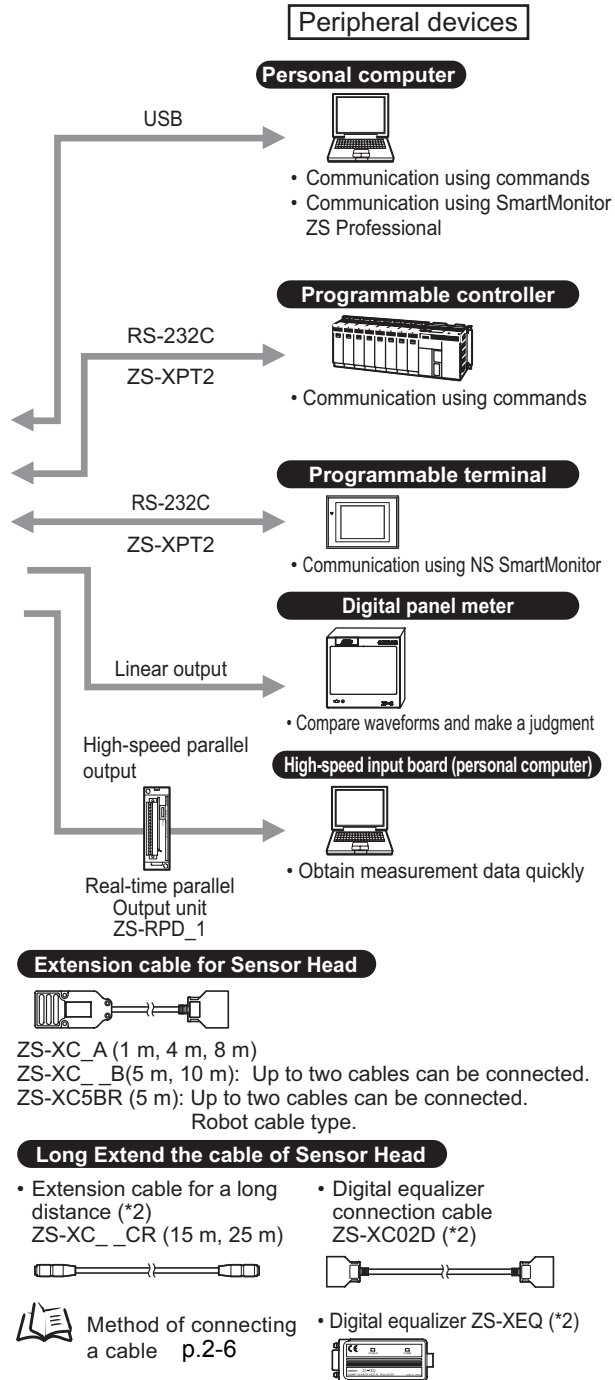 Peripheral devices
Personal computer
USB
• Communication using commands
• Communication using SmartMonitor
ZS Professional
Programmable controller
RS-232C
ZS-XPT2
• Communication using commands
Programmable terminal
RS-232C
ZS-XPT2
• Communication using NS SmartMonitor
Digital panel meter
Linear output
• Compare waveforms and make a judgment
High-speed parallel
output
High-speed input board (personal computer)
• Obtain measurement data quickly
Real-time parallel
Output unit
ZS-RPD_1
Extension cable for Sensor Head
ZS-XC_A (1 m, 4 m, 8 m)
ZS-XC_ _B(5 m, 10 m): Up to two cables can be connected.
ZS-XC5BR (5 m): Up to two cables can be connected.
Robot cable type.
Long Extend the cable of Sensor Head
• Extension cable for a long
distance (*2)
ZS-XC_ _CR (15 m, 25 m)
• Digital equalizer
connection cable
ZS-XC02D (*2)
Method of connecting
a cable p.2-6
• Digital equalizer ZS-XEQ (*2)